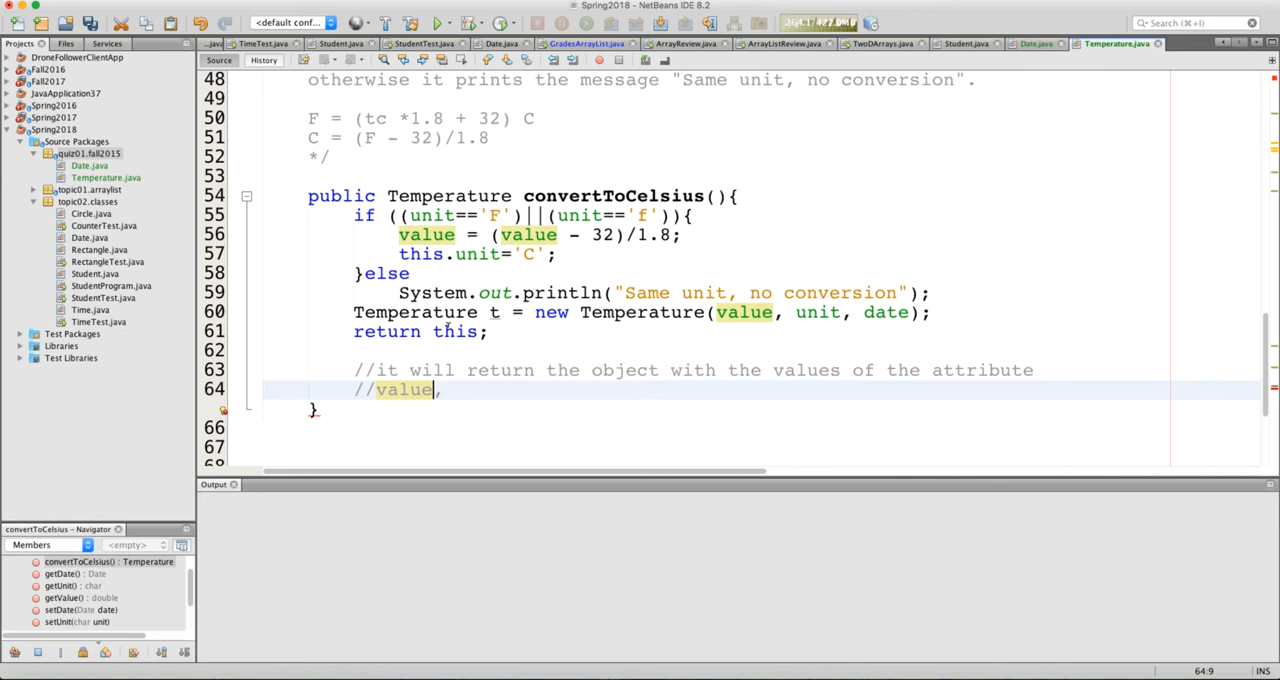 Spring2018 - NetBeans IDE 8.2
<default conf...
264.1/422.0MB
Search (⌘+I)
Projects
Files
Services
...java
TimeTest.java
Student.java
StudentTest.java
Date.java
GradesArrayList.java
ArrayReview.java
ArrayListReview.java
TwoDArrays.java
Student.java
Date.java
Temperature.java
Source
History
DroneFollowerClientApp
Fall2016
Fall2017
JavaApplication37
Spring2016
Spring2017
Spring2018
Source Packages
quiz01.fall2015
Date.java
Temperature.java
topic01.arraylist
topic02.classes
Circle.java
CounterTest.java
Date.java
Rectangle.java
RectangleTest.java
Student.java
StudentProgram.java
StudentTest.java
Time.java
TimeTest.java
Test Packages
Libraries
Test Libraries
48 otherwise it prints the message "Same unit, no conversion".
49
50 F = (tc *1.8 + 32) C
51 C = (F - 32)/1.8
52 */
53
54 public Temperature convertToCelsius(){
55 if ((unit=='F')||(unit=='f')){
56 value = (value - 32)/1.8;
57 this.unit='C';
58 }else
59 System.out.println("Same unit, no conversion");
60 Temperature t = new Temperature(value, unit, date);
61 return this;
62
63 //it will return the object with the values of the attribute
64 //value,
}
66
67
68
Output
convertToCelsius - Navigator
Members
<empty>
convertToCelsius() : Temperature
getDate() : Date
getUnit() : char
getValue() : double
setDate(Date date)
setUnit(char unit)
64:9
INS